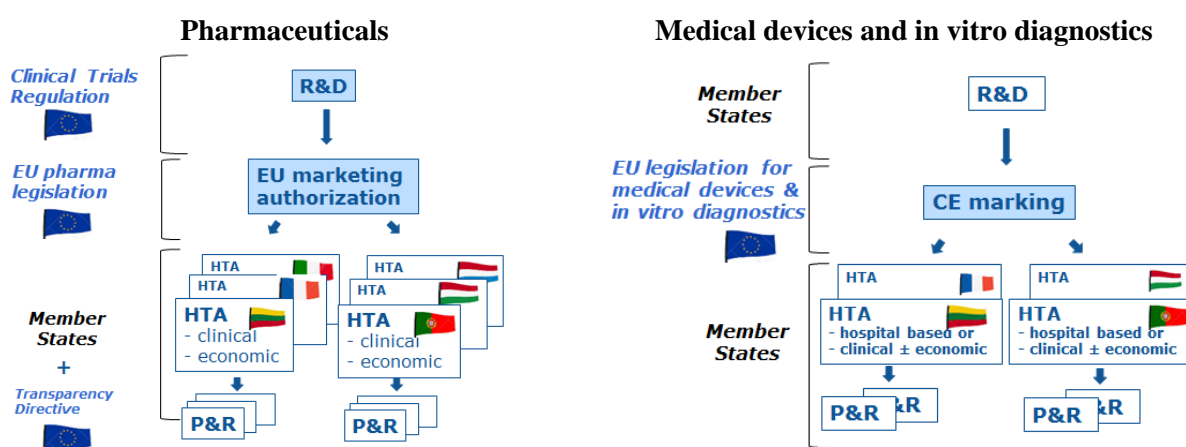 Pharmaceuticals
Clinical Trials
Regulation
R&D
EU pharma
legislation
EU marketing
authorization
HTA
HTA
HTA
- clinical
- economic
HTA
HTA
HTA
- clinical
- economic
Member
States
+
Transparency
Directive
P&R
P&R
Medical devices and in vitro diagnostics
Member
States
R&D
EU legislation for
medical devices &
in vitro diagnostics
CE marking
HTA
HTA
- hospital based or
- clinical ± economic
HTA
HTA
- hospital based or
- clinical ± economic
Member
States
P&R
&R
P&R
&R